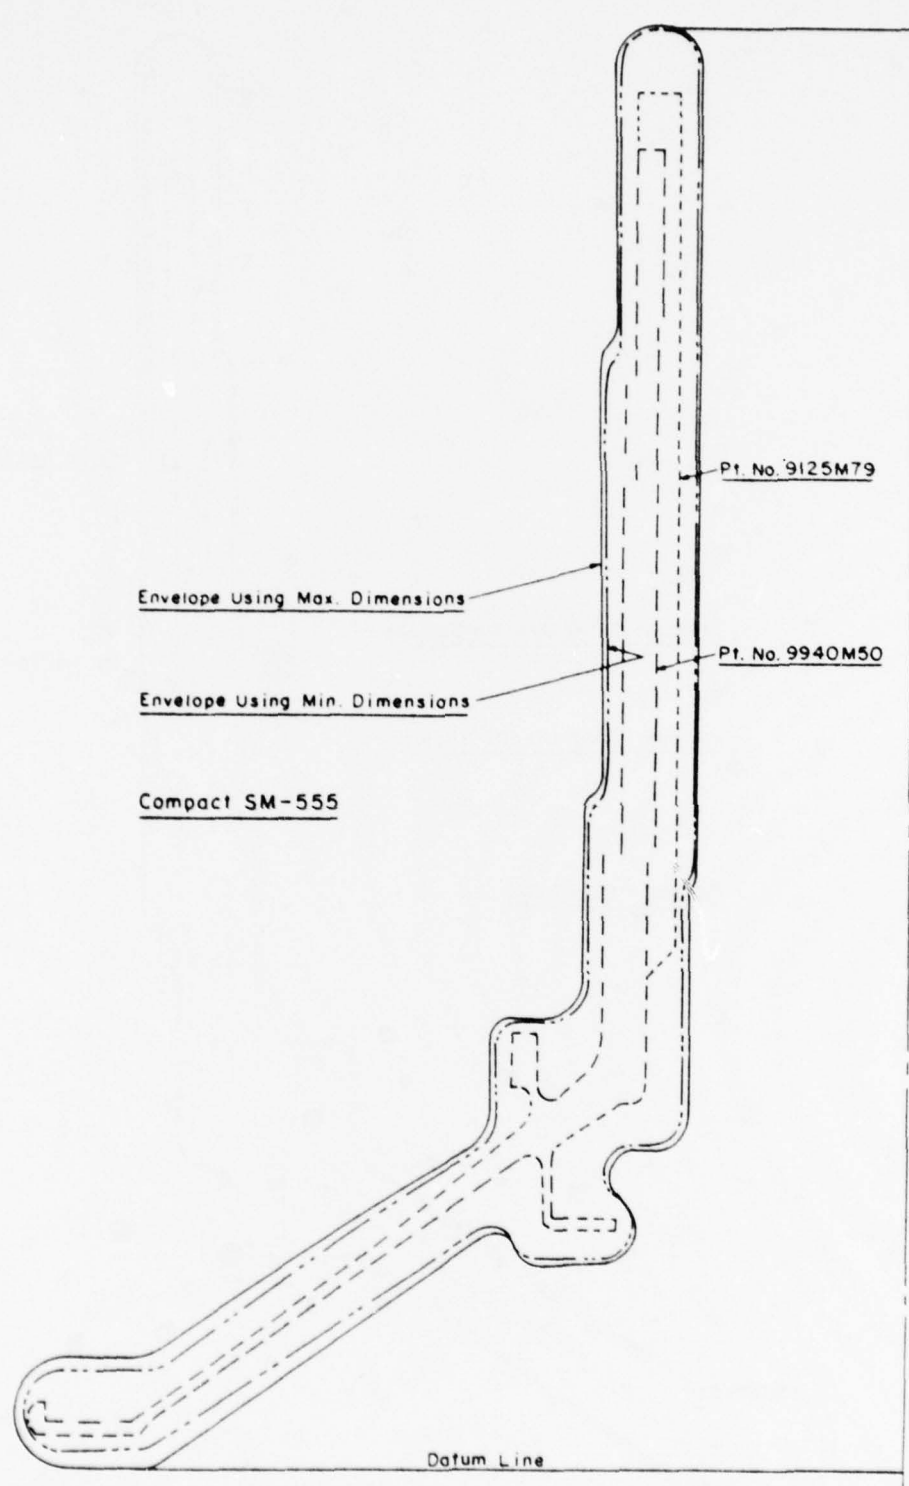 Pt. No. 9125M79
Envelope Using Max. Dimensions
Pt. No. 9940M50
Envelope Using Min. Dimensions
Compact SM-555
Datum Line